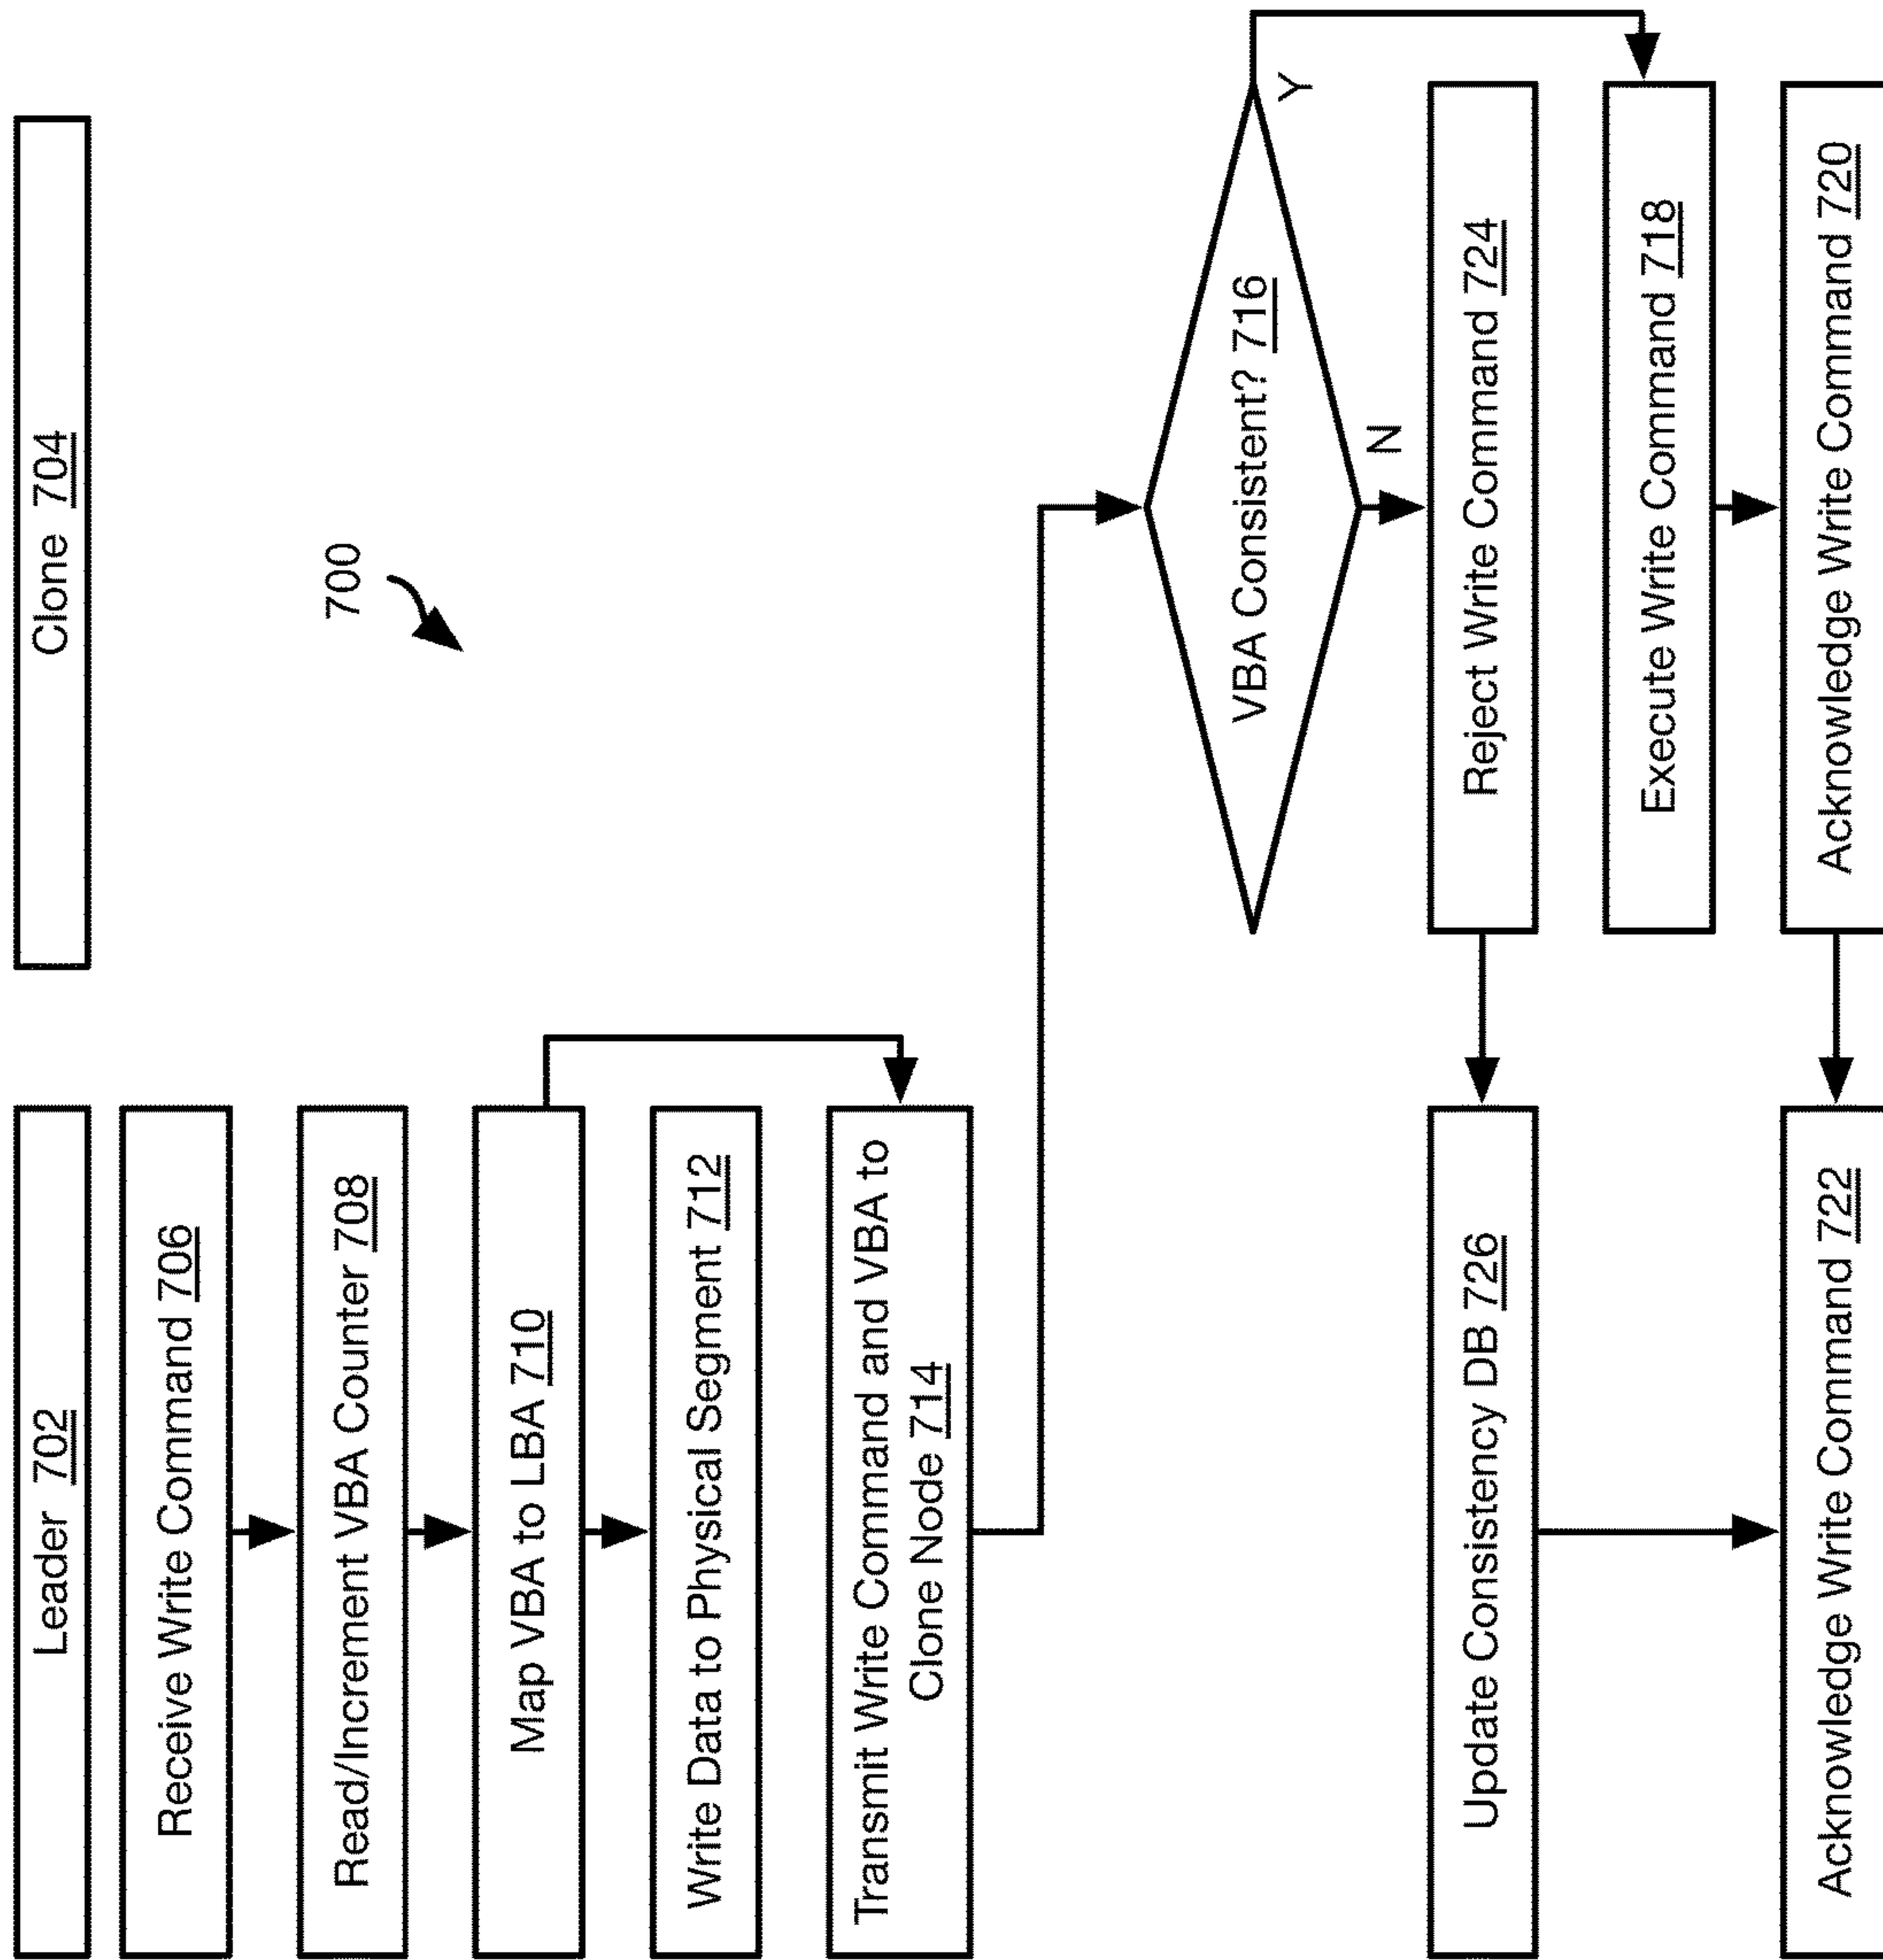 Leader 702
Clone 704
Receive Write Command 706
700
Read/Increment VBA Counter 708
Map VBA to LBA 710
Write Data to Physical Segment 712
Transmit Write Command and VBA to
Clone Node 714
VBA Consistent? 716
Y
N
Update Consistency DB 726
Reject Write Command 724
Execute Write Command 718
Acknowledge Write Command 722
Acknowledge Write Command 720